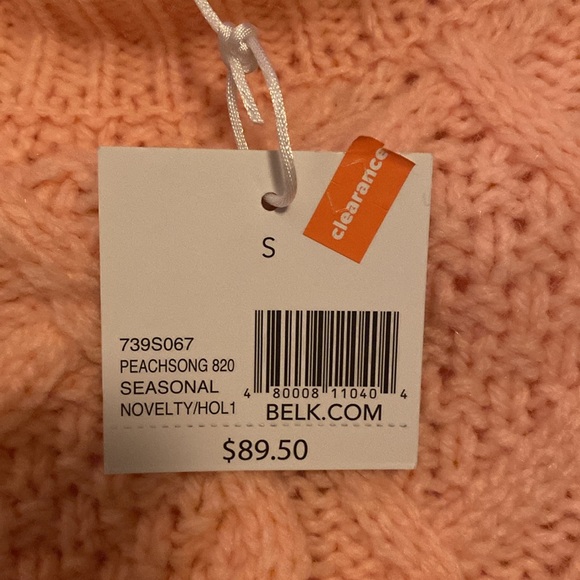 clearance
S
739S067
PEACHSONG 820
SEASONAL
NOVELTY/HOL1
4 80008 11040 4
BELK.COM
$89.50